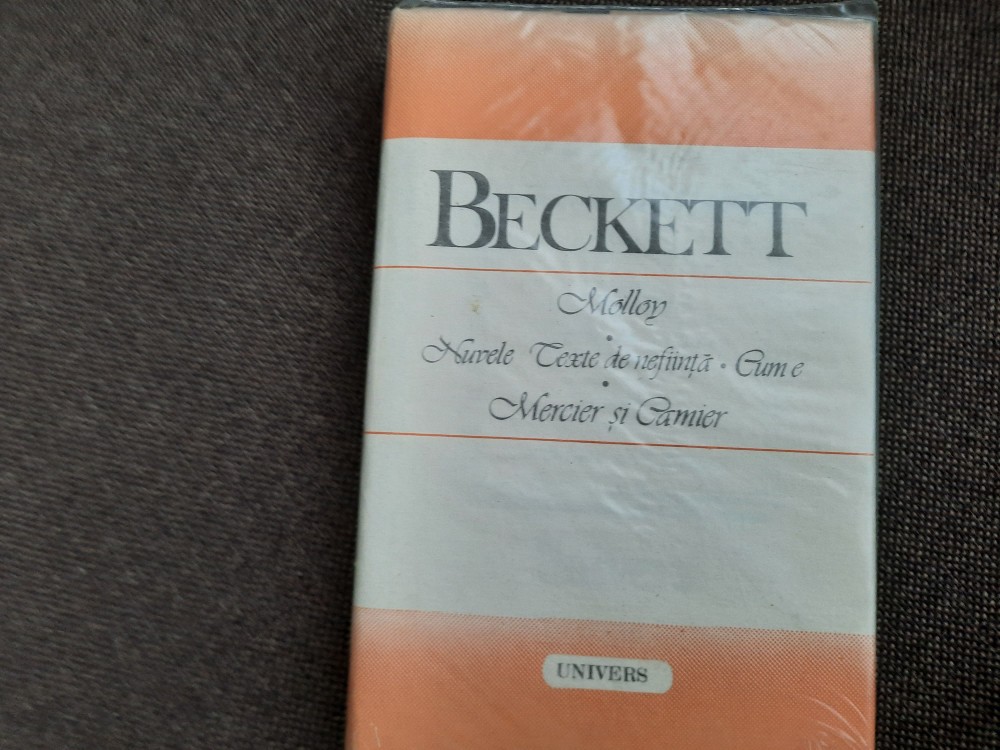 BECKETT
Molloy
Nuvele Texte de neființă • Cum e
Mercier și Camier
UNIVERS